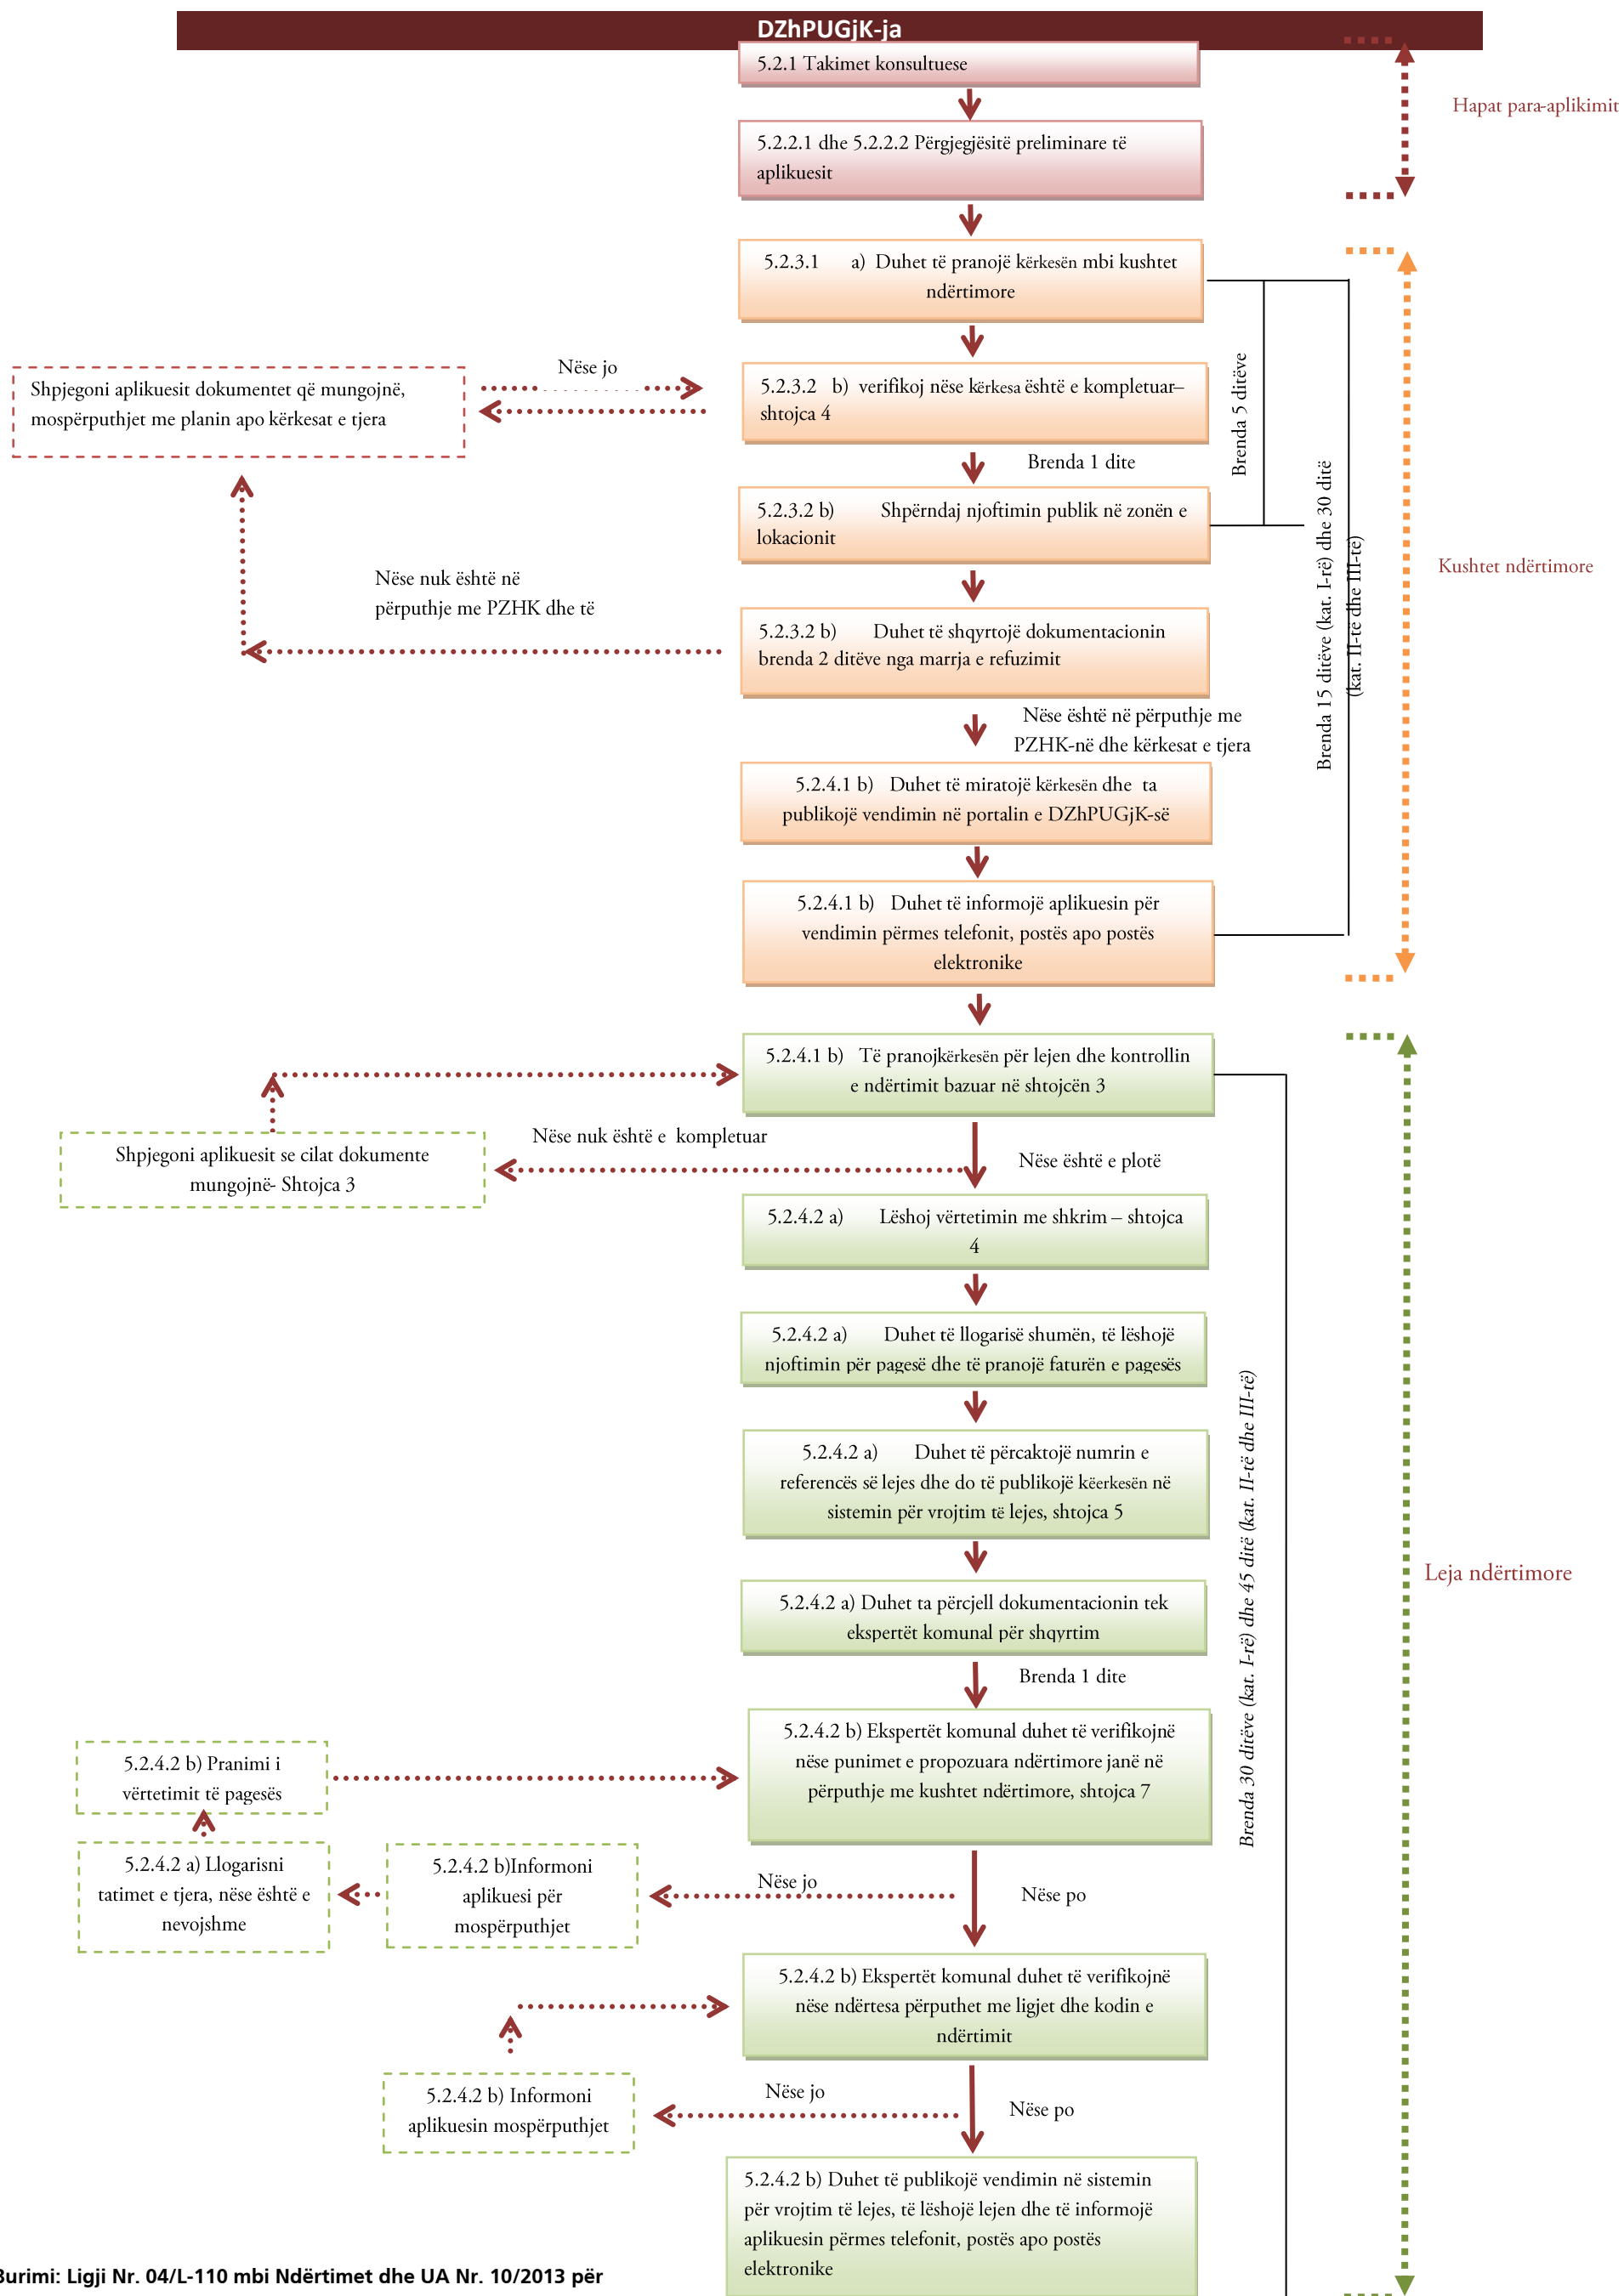 DZhPUGjK-ja
5.2.1 Takimet konsultuese
Hapat para-aplikimit
5.2.2.1 dhe 5.2.2.2 Përgjegjësitë preliminare të
aplikuesit
5.2.3.1 a) Duhet të pranojë kërkesën mbi kushtet
ndërtimore
Nëse jo
Shpjegoni aplikuesit dokumentet që mungojnë,
mospërputhjet me planin apo kërkesat e tjera
5.2.3.2 b) verifikoj nëse kërkesa është e kompletuar–
shtojca 4
Brenda 5 ditëve
Brenda 1 dite
5.2.3.2 b) Shpërndaj njoftimin publik në zonën e
lokacionit
Brenda 15 ditëve (kat. I-rë) dhe 30 ditë
(kat. II-të dhe III-të)
Kushtet ndërtimore
Nëse nuk është në
përputhje me PZHK dhe të
5.2.3.2 b) Duhet të shqyrtojë dokumentacionin
brenda 2 ditëve nga marrja e refuzimit
Nëse është në përputhje me
PZHK-në dhe kërkesat e tjera
5.2.4.1 b) Duhet të miratojë kërkesën dhe ta
publikojë vendimin në portalin e DZhPUGjK-së
5.2.4.1 b) Duhet të informojë aplikuesin për
vendimin përmes telefonit, postës apo postës
elektronike
5.2.4.1 b) Të pranojkërkesën për lejen dhe kontrollin
e ndërtimit bazuar në shtojcën 3
Nëse nuk është e kompletuar
Shpjegoni aplikuesit se cilat dokumente
mungojnë- Shtojca 3
Nëse është e plotë
5.2.4.2 a) Lëshoj vërtetimin me shkrim – shtojca
4
5.2.4.2 a) Duhet të llogarisë shumën, të lëshojë
njoftimin për pagesë dhe të pranojë faturën e pagesës
5.2.4.2 a) Duhet të përcaktojë numrin e
referencës së lejes dhe do të publikojë këerkesën në
sistemin për vrojtim të lejes, shtojca 5
Brenda 30 ditëve (kat. I-rë) dhe 45 ditë (kat. II-të dhe III-të)
Leja ndërtimore
5.2.4.2 a) Duhet ta përcjell dokumentacionin tek
ekspertët komunal për shqyrtim
Brenda 1 dite
5.2.4.2 b) Ekspertët komunal duhet të verifikojnë
nëse punimet e propozuara ndërtimore janë në
përputhje me kushtet ndërtimore, shtojca 7
5.2.4.2 b) Pranimi i
vërtetimit të pagesës
5.2.4.2 a) Llogarisni
tatimet e tjera, nëse është e
nevojshme
5.2.4.2 b)Informoni
aplikuesi për
mospërputhjet
Nëse jo
Nëse po
5.2.4.2 b) Ekspertët komunal duhet të verifikojnë
nëse ndërtesa përputhet me ligjet dhe kodin e
ndërtimit
5.2.4.2 b) Informoni
aplikuesin mospërputhjet
Nëse jo
Nëse po
5.2.4.2 b) Duhet të publikojë vendimin në sistemin
për vrojtim të lejes, të lëshojë lejen dhe të informojë
aplikuesin përmes telefonit, postës apo postës
elektronike
Burimi: Ligji Nr. 04/L-110 mbi Ndërtimet dhe UA Nr. 10/2013 për